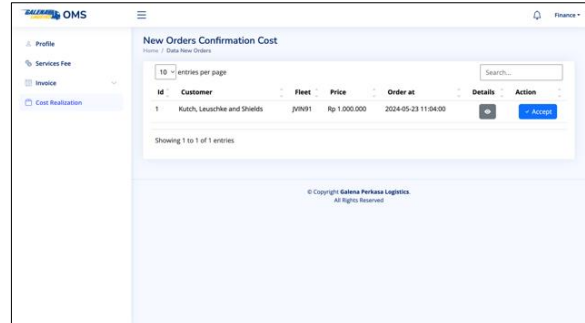 GALENA OMS
Finance
Profile
Services Fee
Invoice
Cost Realization
New Orders Confirmation Cost
Home / Data New Orders
10 entries per page
Search...
Id Customer Fleet Price Order at Details Action
1 Kutch, Leuschke and Shields JVIN91 Rp 1.000.000 2024-05-23 11:04:00 Accept
Showing 1 to 1 of 1 entries
© Copyright Galena Perkasa Logistics.
All Rights Reserved